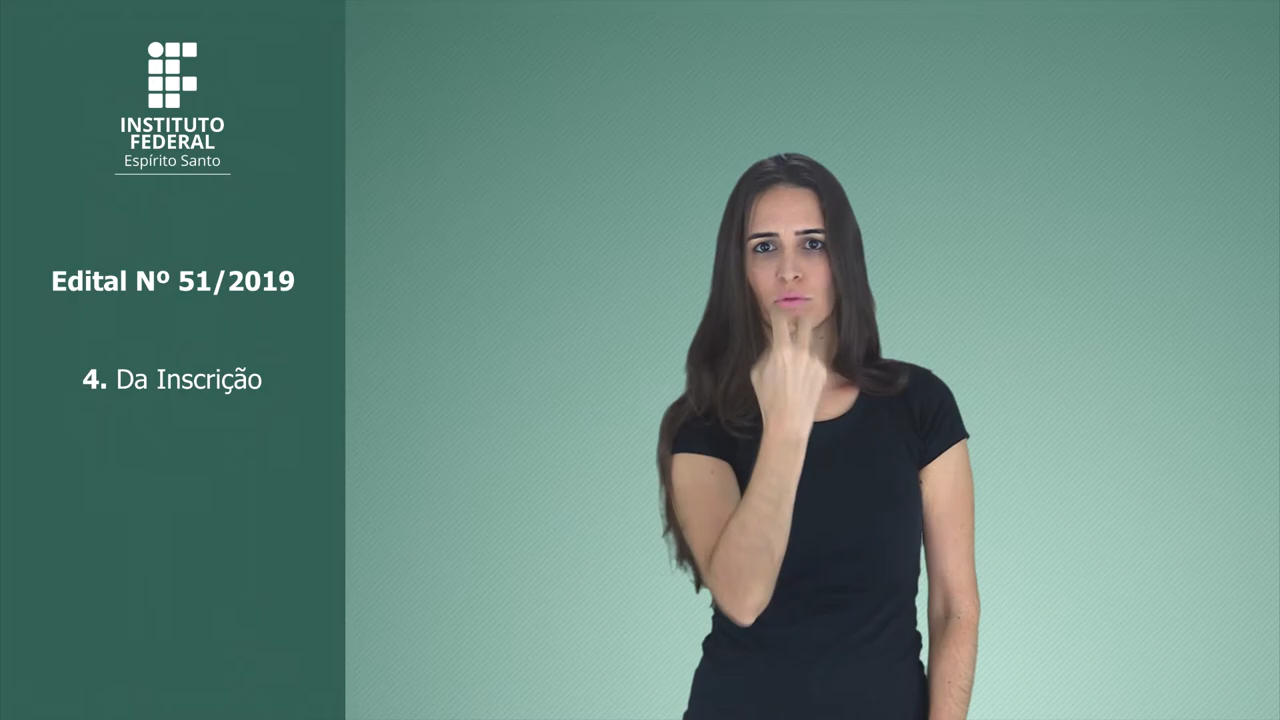 INSTITUTO
FEDERAL
Espírito Santo
Edital Nº 51/2019
4. Da Inscrição